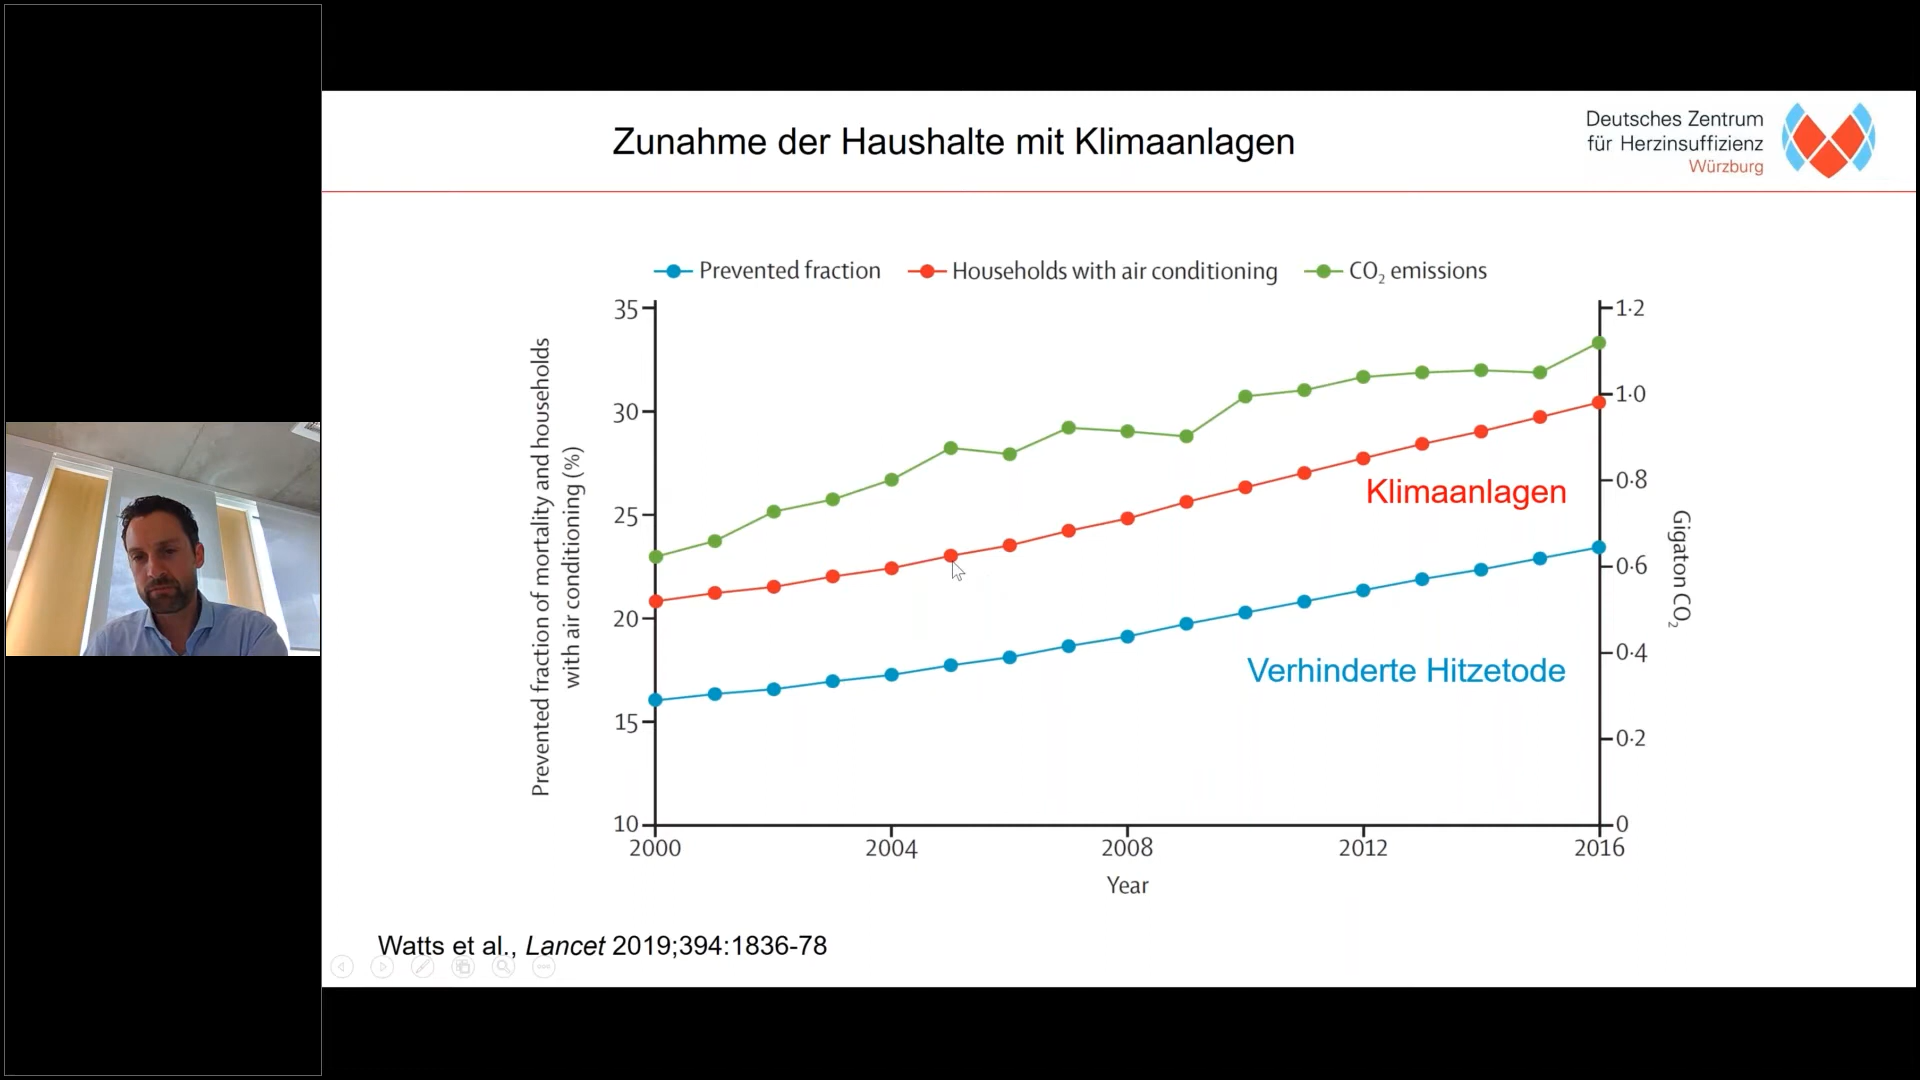 Zunahme der Haushalte mit Klimaanlagen
Deutsches Zentrum
für Herzinsuffizienz
Würzburg
Prevented fraction
Households with air conditioning
CO₂ emissions
Prevented fraction of mortality and households
with air conditioning (%)
35
30
25
20
15
10
1·2
1·0
0·8
0·6
0·4
0·2
0
Gigaton CO₂
Klimaanlagen
Verhinderte Hitzetode
2000
2004
2008
2012
2016
Year
Watts et al., Lancet 2019;394:1836-78